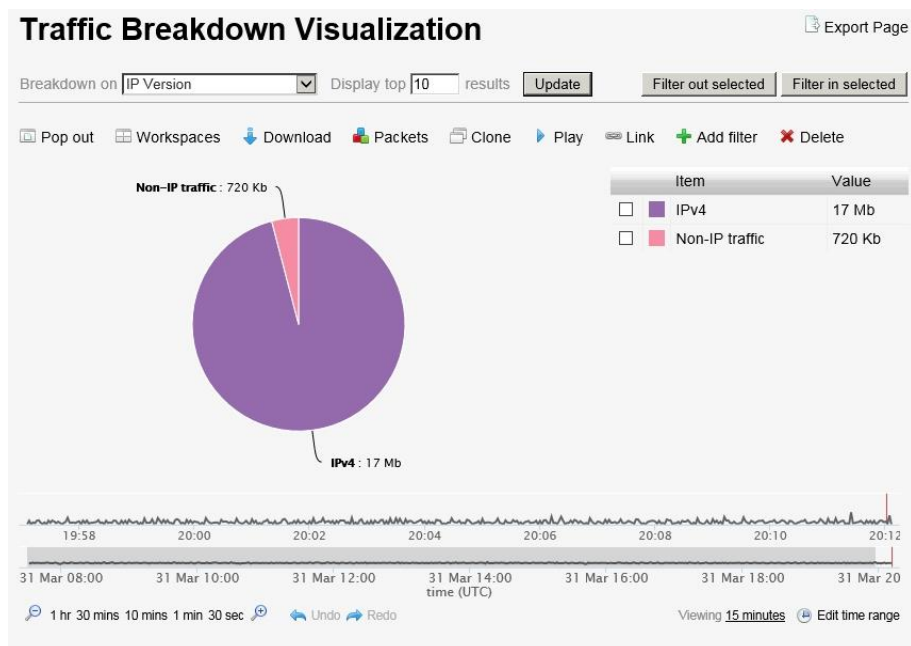 Traffic Breakdown Visualization
Export Page
Breakdown on IP Version Display top 10 results Update Filter out selected Filter in selected
Pop out Workspaces Download Packets Clone Play Link Add filter Delete
Non-IP traffic : 720 Kb
Item Value
IPv4 17 Mb
Non-IP traffic 720 Kb
IPv4 : 17 Mb
19:58 20:00 20:02 20:04 20:06 20:08 20:10 20:12
31 Mar 08:00 31 Mar 10:00 31 Mar 12:00 31 Mar 14:00 31 Mar 16:00 31 Mar 18:00 31 Mar 20
time (UTC)
1 hr 30 mins 10 mins 1 min 30 sec Undo Redo Viewing 15 minutes Edit time range